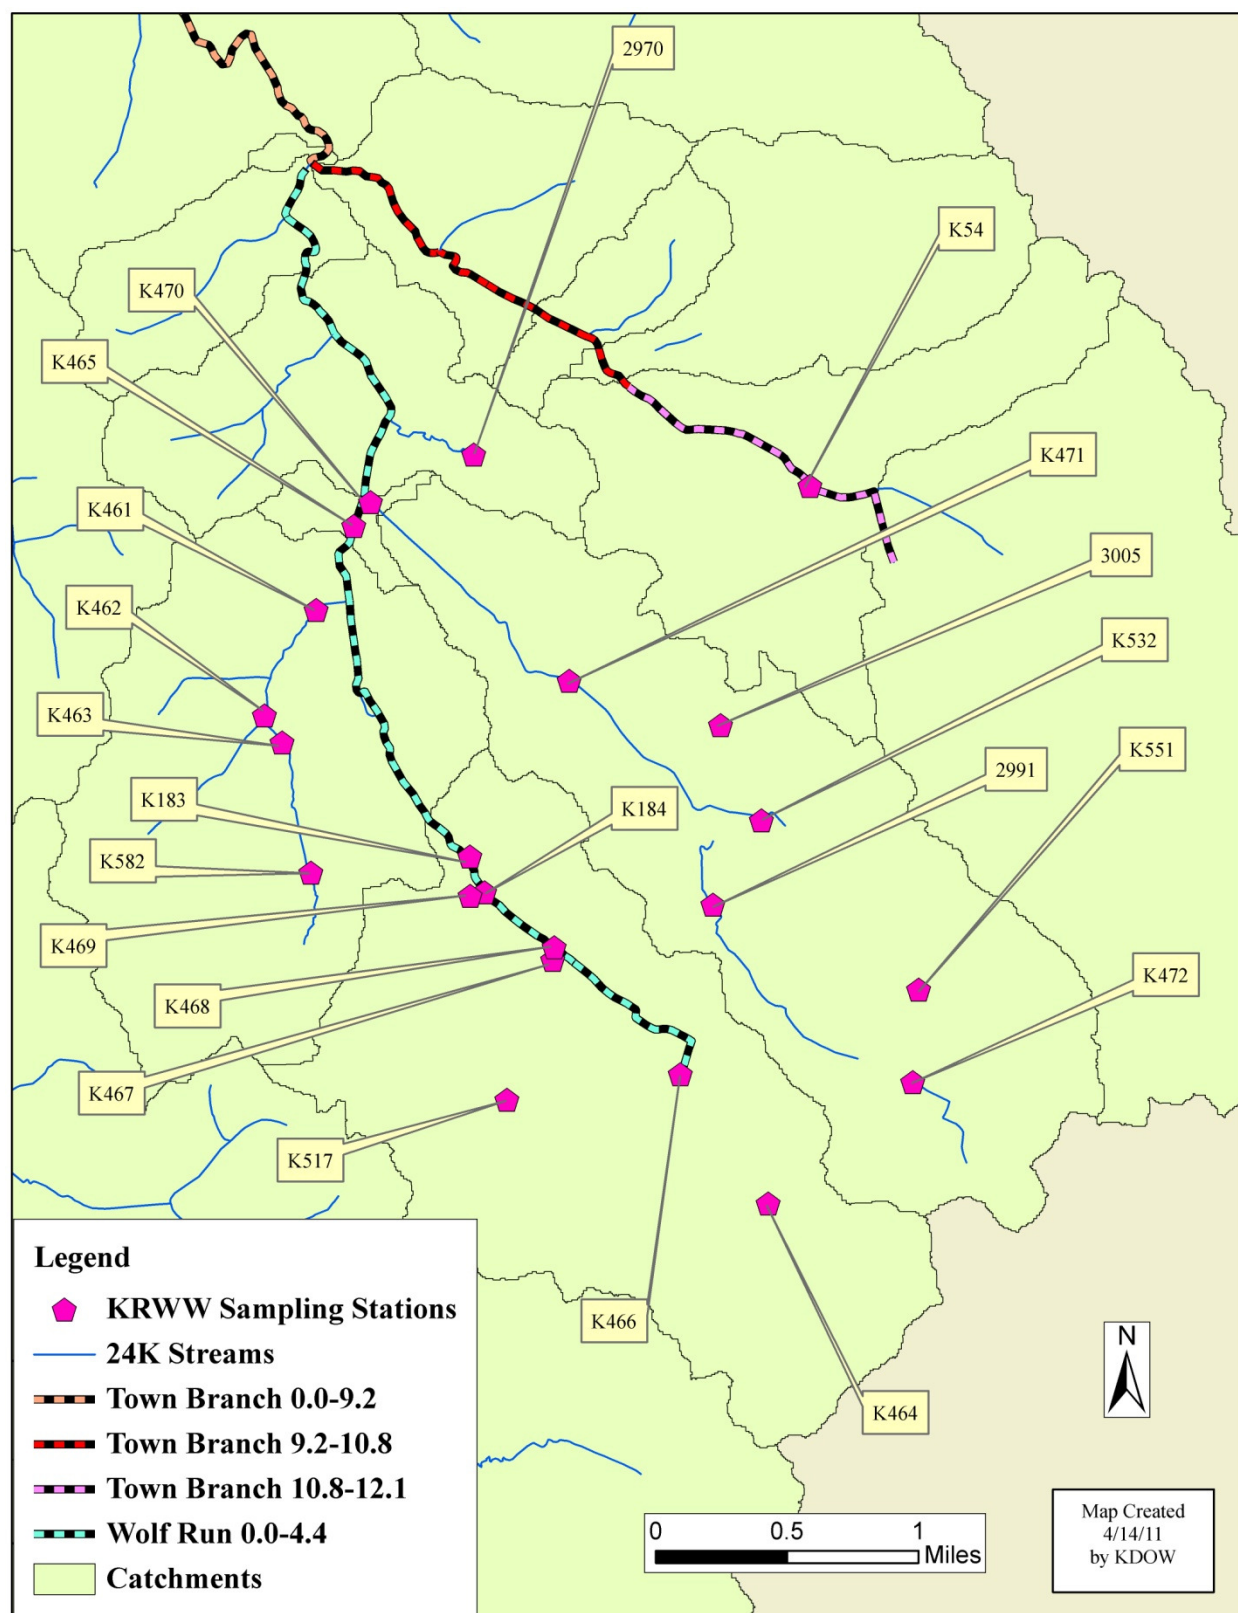 2970
K54
K470
K465
K471
K461
3005
K462
K532
K463
K551
2991
K183
K184
K582
K469
K472
K468
K467
K517
K466
K464
Legend
KRWW Sampling Stations
24K Streams
Town Branch 0.0-9.2
Town Branch 9.2-10.8
Town Branch 10.8-12.1
Wolf Run 0.0-4.4
Catchments
N
0 0.5 1
Miles
Map Created
4/14/11
by KDOW